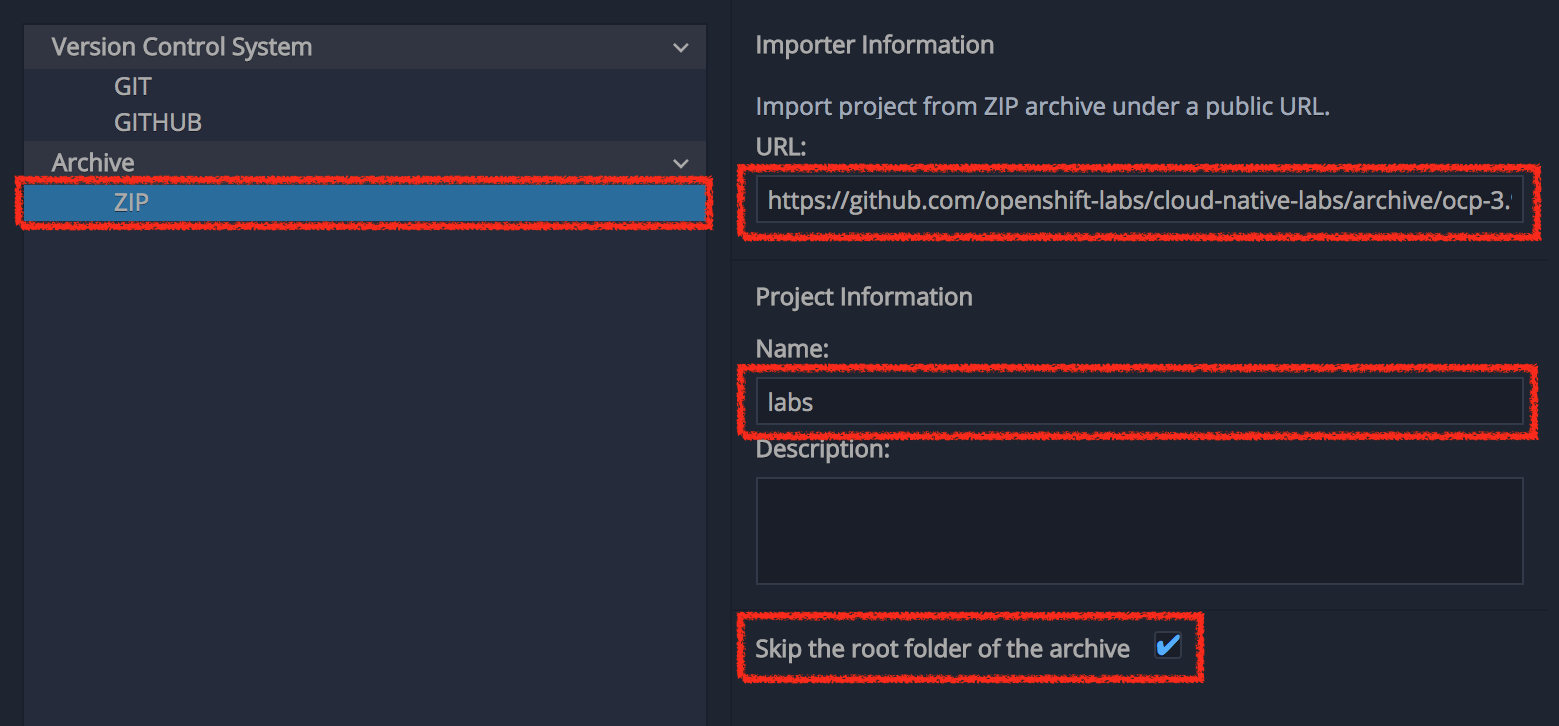 Version Control System
GIT
GITHUB
Archive
ZIP
Importer Information
Import project from ZIP archive under a public URL.
URL:
https://github.com/openshift-labs/cloud-native-labs/archive/ocp-3.
Project Information
Name:
labs
Description:
Skip the root folder of the archive